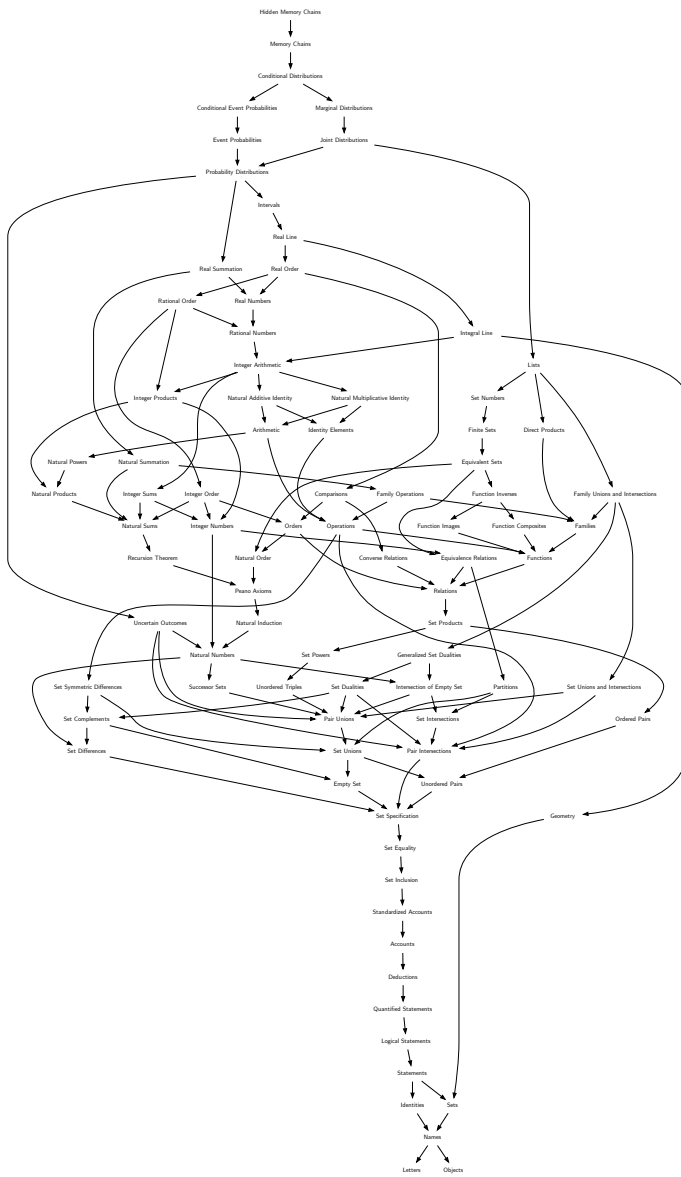 Hidden Memory Chains
Memory Chains
Conditional Distributions
Conditional Event Probabilities Marginal Distributions
Event Probabilities Joint Distributions
Probability Distributions
Intervals
Real Line
Real Summation Real Order
Rational Order Real Numbers
Rational Numbers Integral Line
Integer Arithmetic Lists
Integer Products Natural Additive Identity Natural Multiplicative Identity Set Numbers
Arithmetic Identity Elements Finite Sets Direct Products
Natural Powers Natural Summation Equivalent Sets
Natural Products Integer Sums Integer Order Comparisons Family Operations Function Inverses Family Unions and Intersections
Natural Sums Integer Numbers Orders Operations Function Images Function Composites Families
Recursion Theorem Natural Order Converse Relations Equivalence Relations Functions
Peano Axioms Relations
Uncertain Outcomes Natural Induction Set Products
Natural Numbers Set Powers Generalized Set Dualities
Set Symmetric Differences Successor Sets Unordered Triples Set Dualities Intersection of Empty Set Partitions Set Unions and Intersections
Set Complements Pair Unions Set Intersections Ordered Pairs
Set Differences Set Unions Pair Intersections
Empty Set Unordered Pairs
Set Specification Geometry
Set Equality
Set Inclusion
Standardized Accounts
Accounts
Deductions
Quantified Statements
Logical Statements
Statements
Identities Sets
Names
Letters Objects